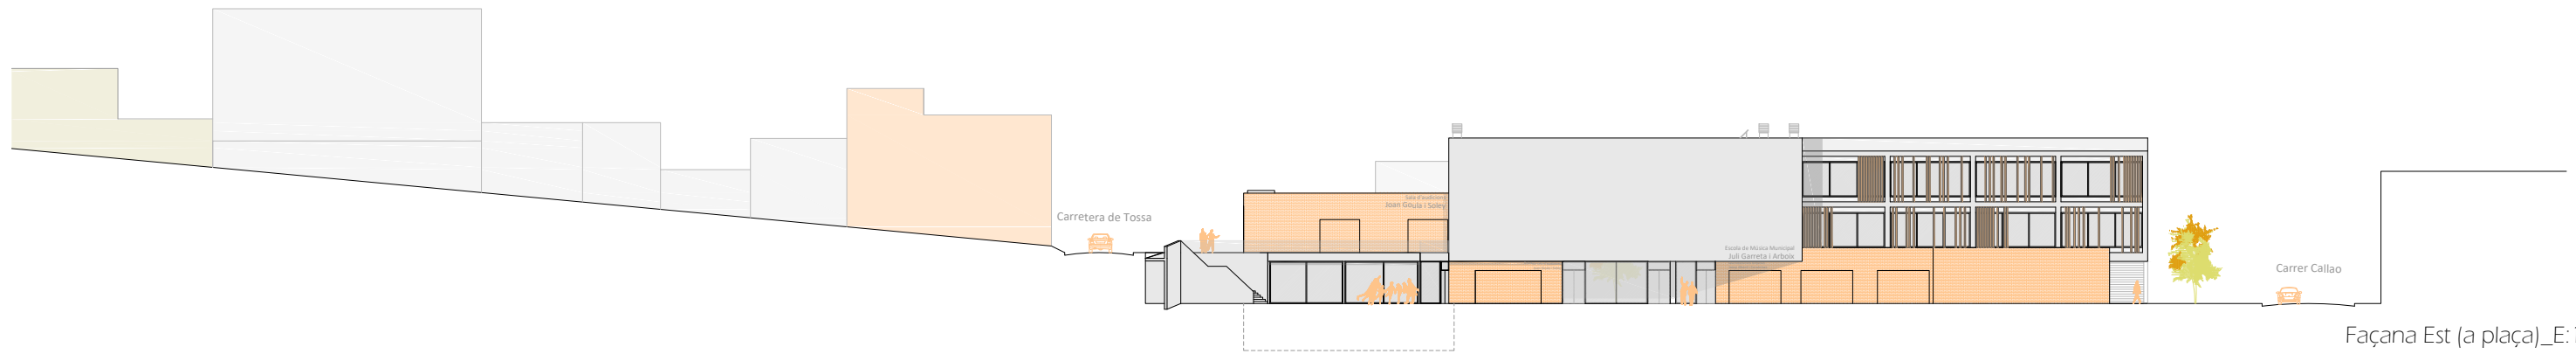 Carretera de Tossa
Sala d'audicions
Joan Goula i Soley
Escola de Música Municipal
Juli Garreta i Arboix
Carrer Callao
Façana Est (a plaça)_E: